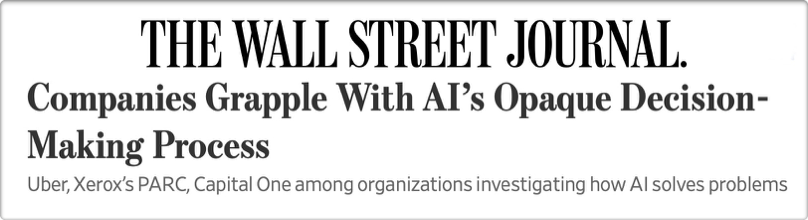 THE WALL STREET JOURNAL.
Companies Grapple With AI's Opaque Decision-
Making Process
Uber, Xerox's PARC, Capital One among organizations investigating how AI solves problems